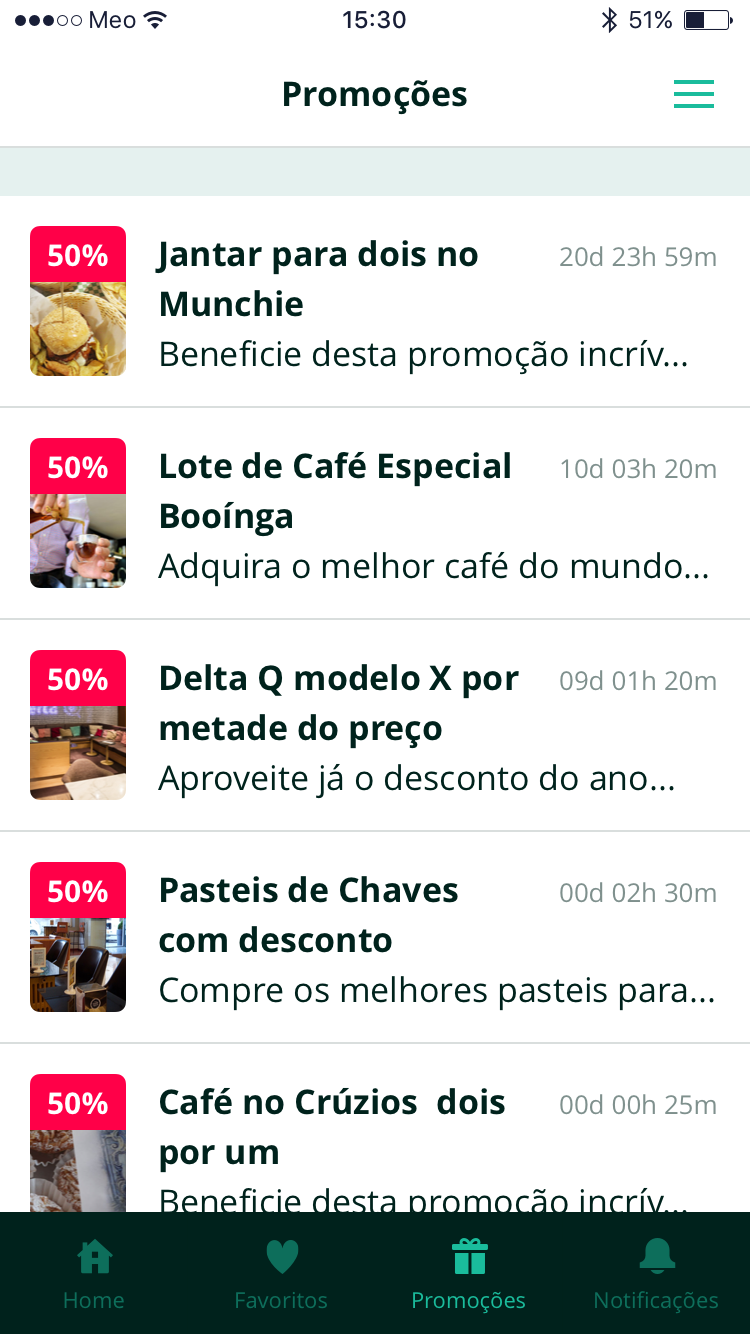 Meo 15:30 51%
Promoções
50% Jantar para dois no 20d 23h 59m
Munchie
Beneficie desta promoção incrív...
50% Lote de Café Especial 10d 03h 20m
Booínga
Adquira o melhor café do mundo...
50% Delta Q modelo X por 09d 01h 20m
metade do preço
Aproveite já o desconto do ano...
50% Pasteis de Chaves 00d 02h 30m
com desconto
Compre os melhores pasteis para...
50% Café no Crúzios dois 00d 00h 25m
por um
Beneficie desta promoção incrív...
Home Favoritos Promoções Notificações